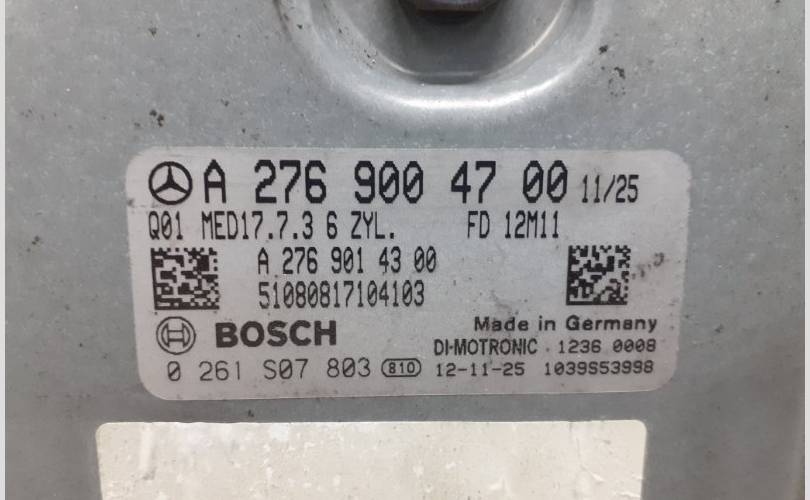 A 276 900 47 00 11/25
Q01 MED17.7.3 6 ZYL. FD 12M11
A 276 901 43 00
51080817104103
BOSCH
Made in Germany
DI-MOTRONIC 1236 0008
0 261 S07 803 810 12-11-25 1039S53998